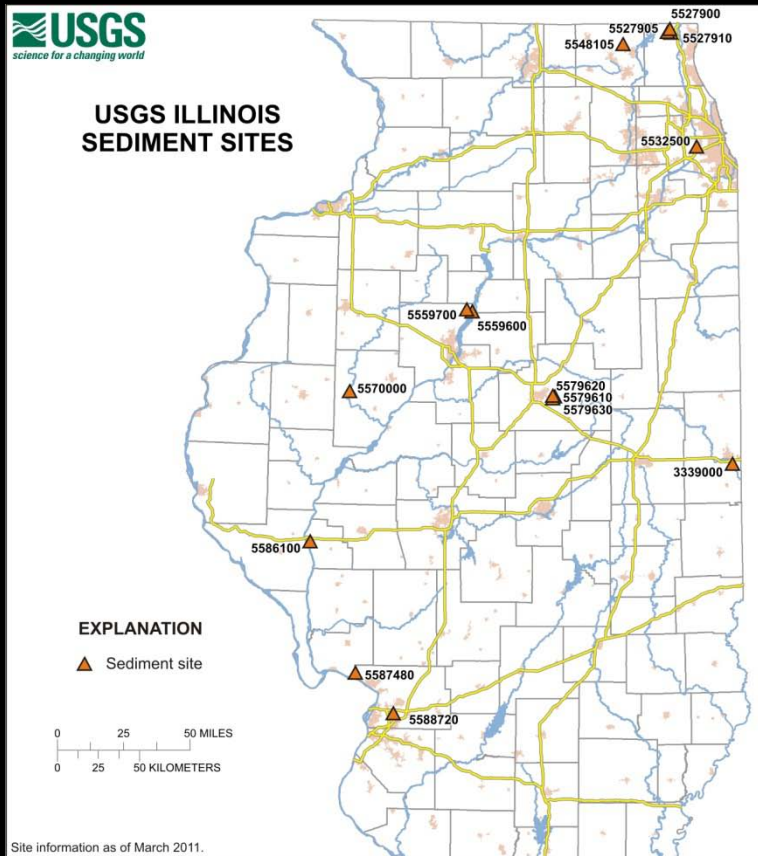 USGS
science for a changing world
USGS ILLINOIS
SEDIMENT SITES
5527900
5527905
5527910
5548105
5532500
5559700
5559600
5570000
5579620
5579610
5579630
3339000
5586100
EXPLANATION
Sediment site
5587480
5588720
0 25 50 MILES
0 25 50 KILOMETERS
Site information as of March 2011.